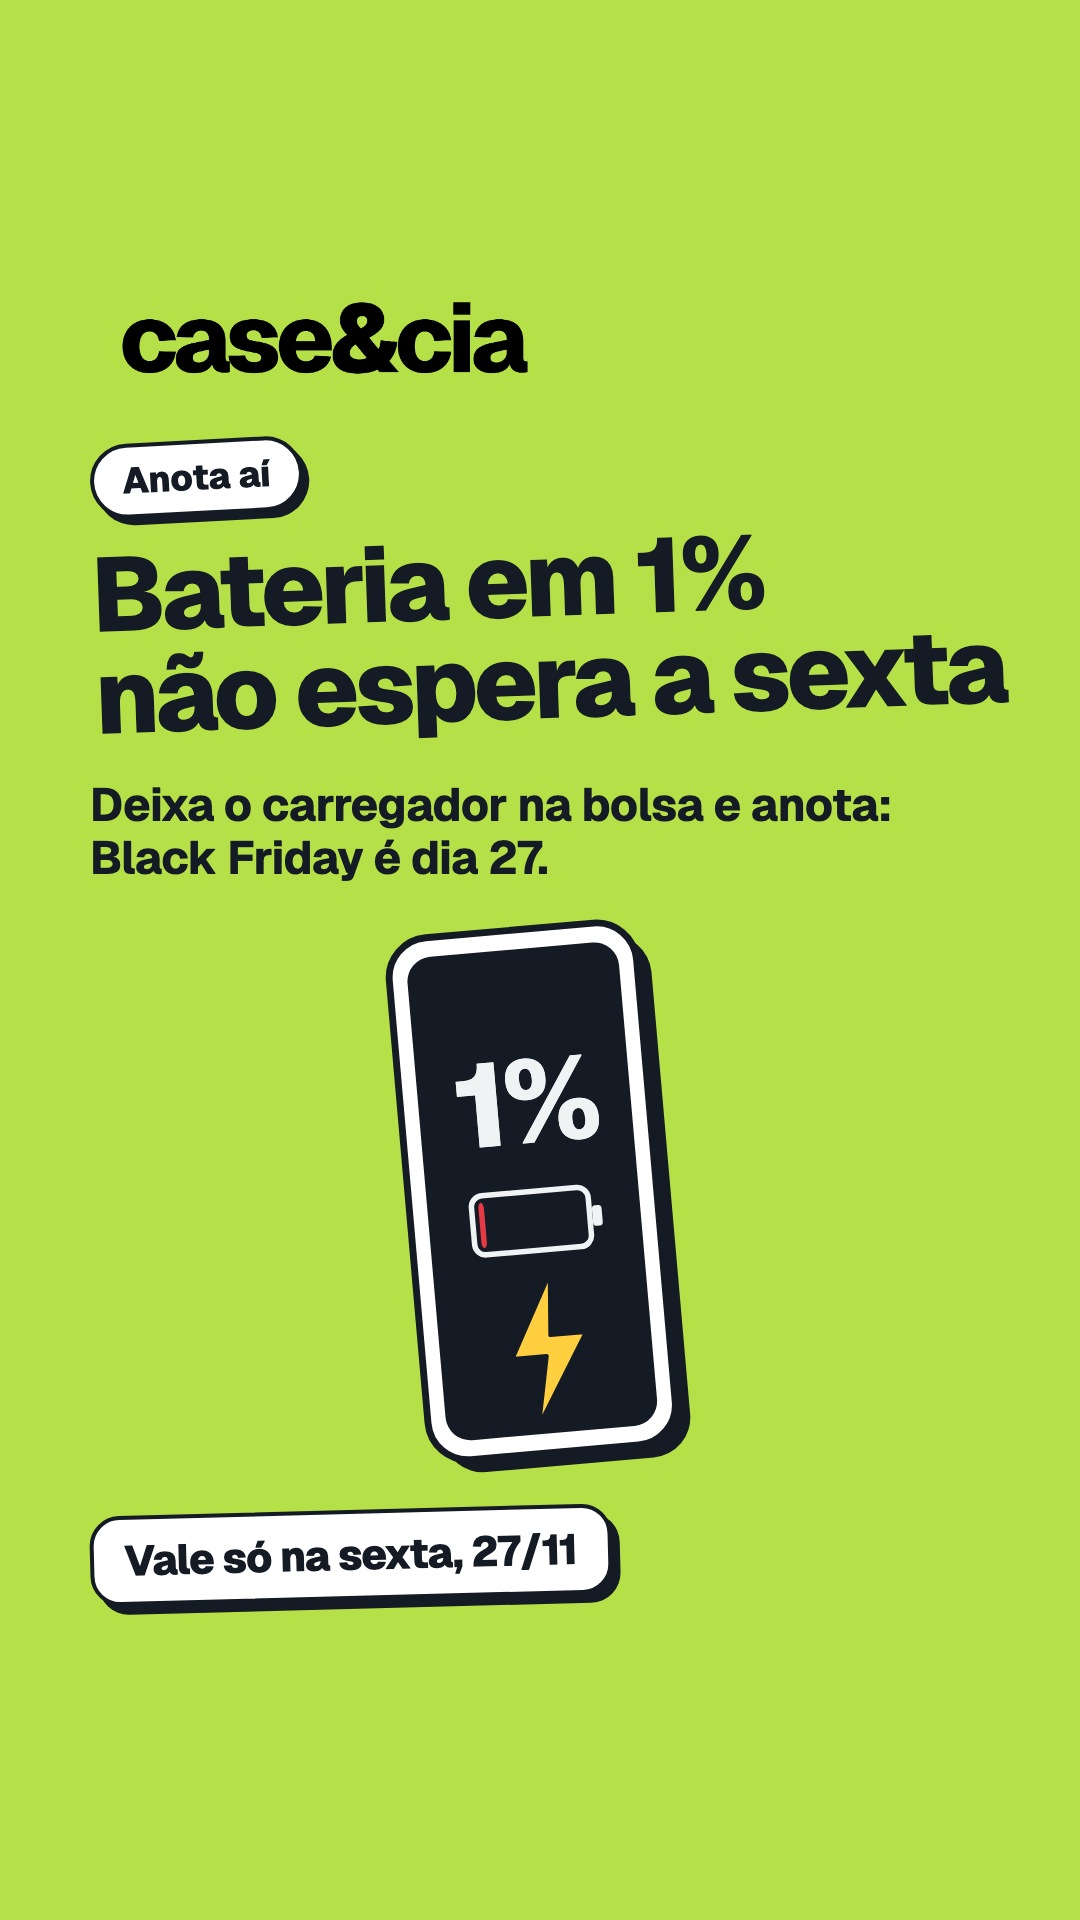 case&cia
Anota aí
Bateria em 1%
não espera a sexta
Deixa o carregador na bolsa e anota:
Black Friday é dia 27.
1%
Vale só na sexta, 27/11